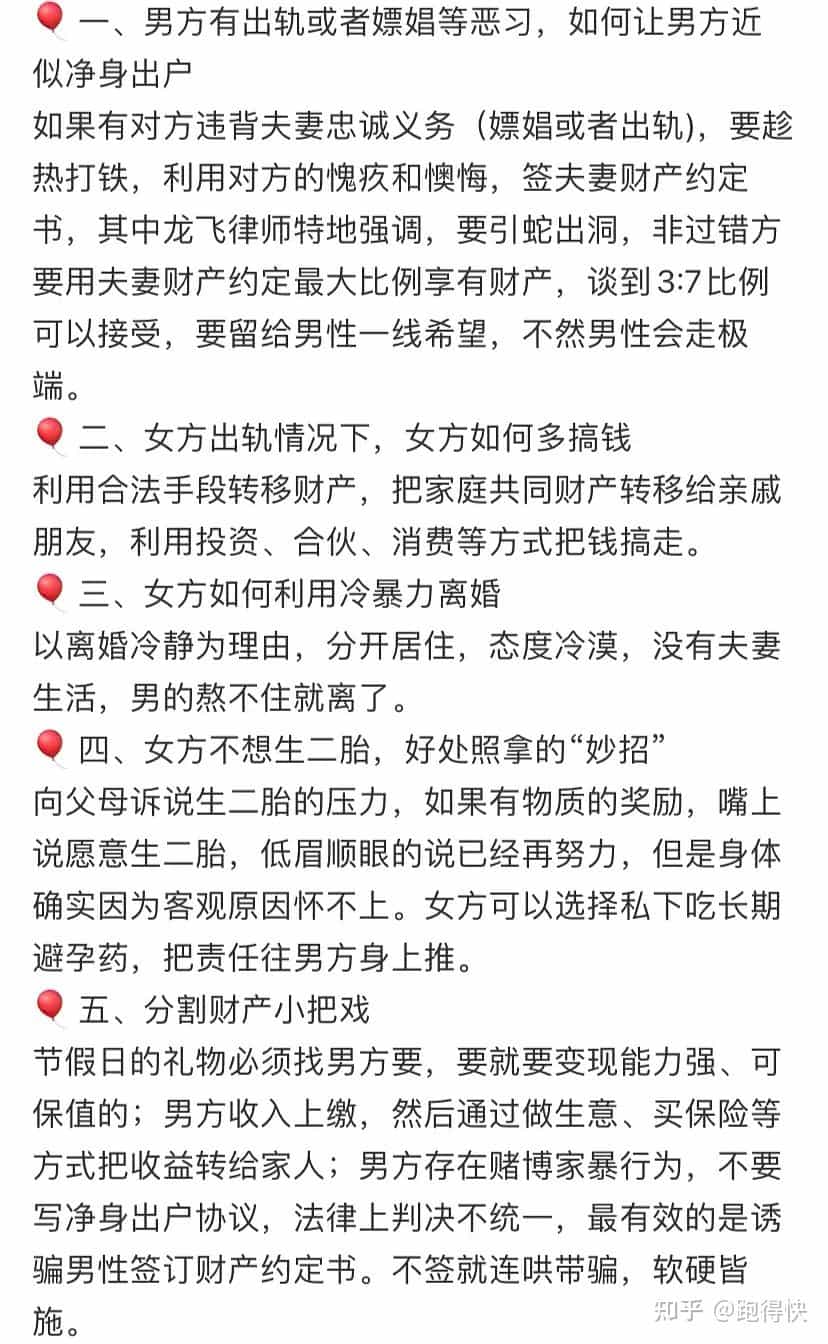 🎈 一、男方有出轨或者嫖娼等恶习，如何让男方近
似净身出户
如果有对方违背夫妻忠诚义务（嫖娼或者出轨)，要趁
热打铁，利用对方的愧疚和懊悔，签夫妻财产约定
书，其中龙飞律师特地强调，要引蛇出洞，非过错方
要用夫妻财产约定最大比例享有财产，谈到3:7比例
可以接受，要留给男性一线希望，不然男性会走极
端。
🎈 二、女方出轨情况下，女方如何多搞钱
利用合法手段转移财产，把家庭共同财产转移给亲戚
朋友，利用投资、合伙、消费等方式把钱搞走。
🎈 三、女方如何利用冷暴力离婚
以离婚冷静为理由，分开居住，态度冷漠，没有夫妻
生活，男的熬不住就离了。
🎈 四、女方不想生二胎，好处照拿的“妙招”
向父母诉说生二胎的压力，如果有物质的奖励，嘴上
说愿意生二胎，低眉顺眼的说已经再努力，但是身体
确实因为客观原因怀不上。女方可以选择私下吃长期
避孕药，把责任往男方身上推。
🎈 五、分割财产小把戏
节假日的礼物必须找男方要，要就要变现能力强、可
保值的；男方收入上缴，然后通过做生意、买保险等
方式把收益转给家人；男方存在赌博家暴行为，不要
写净身出户协议，法律上判决不统一，最有效的是诱
骗男性签订财产约定书。不签就连哄带骗，软硬皆
施。
知乎 @跑得快